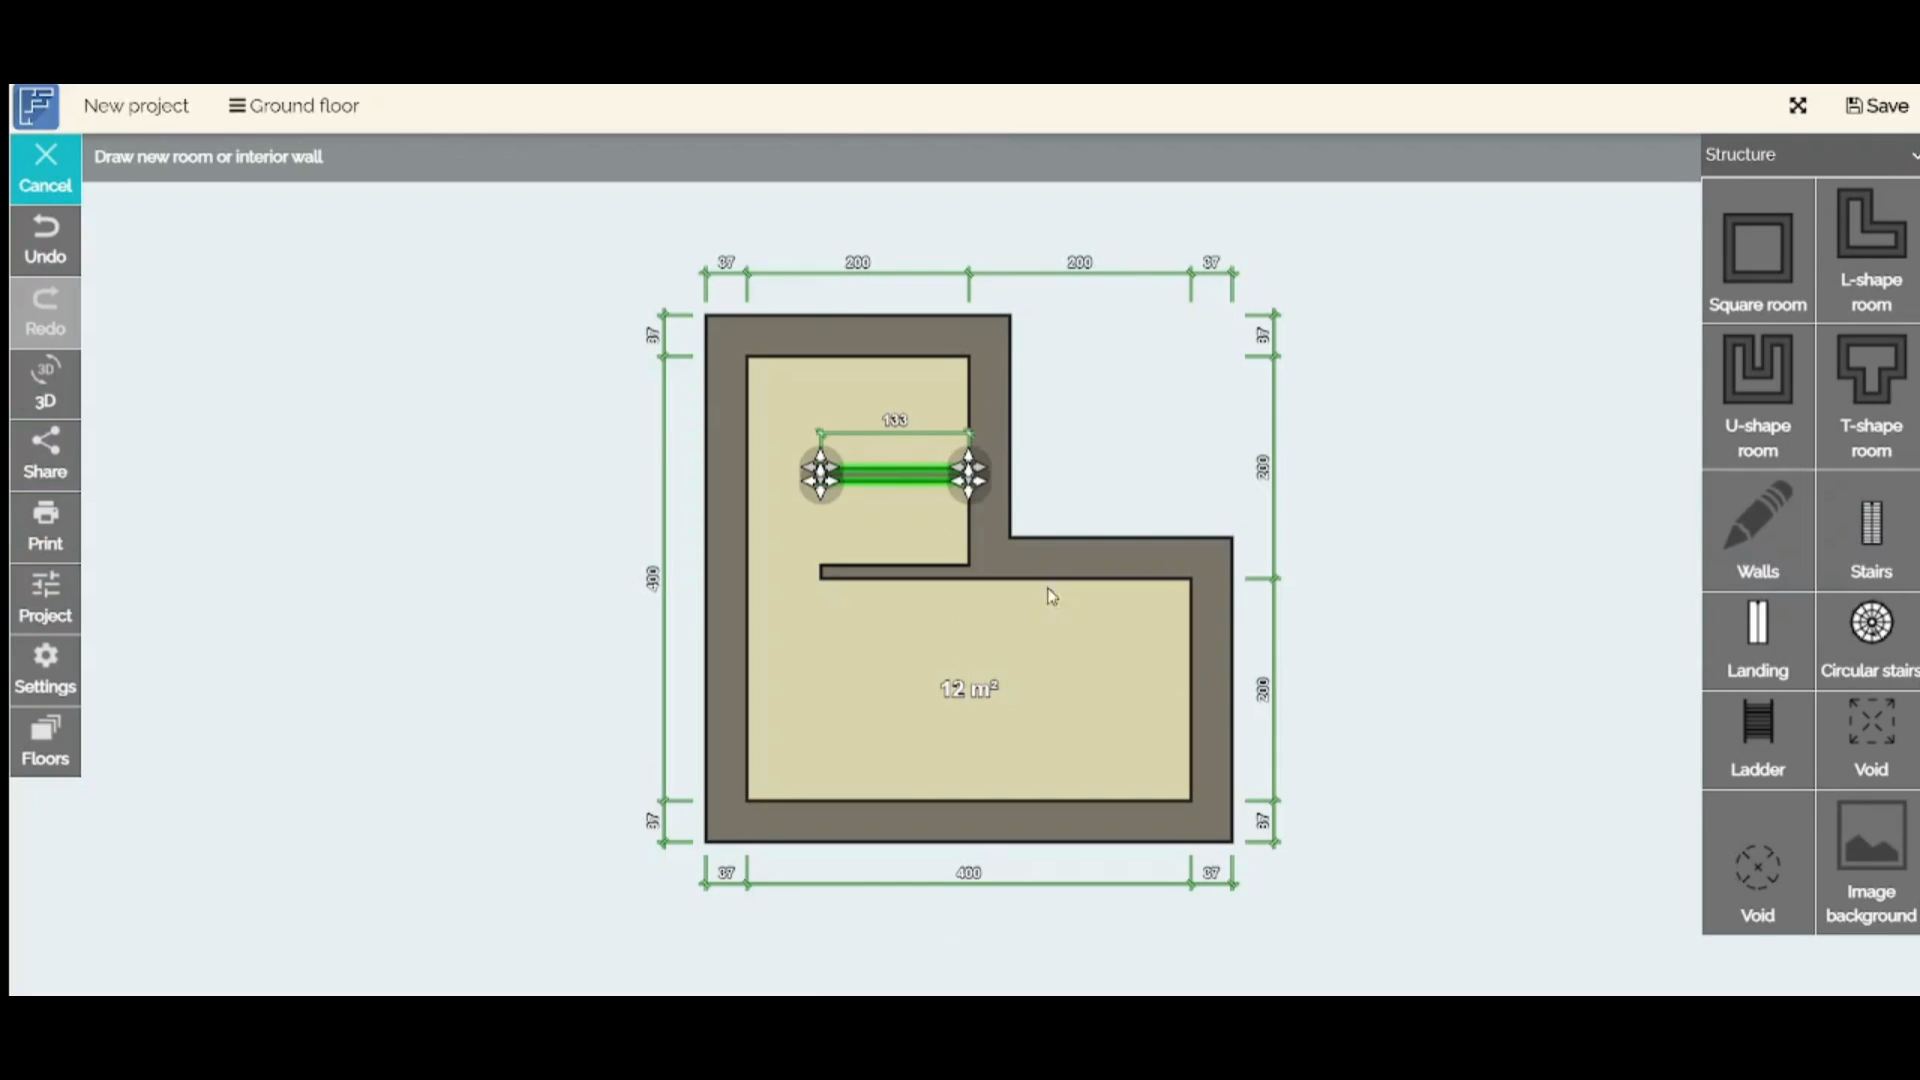 New project
Ground floor
Save
Cancel
Draw new room or interior wall
Structure
Undo
Redo
3D
3D
Share
Print
Project
Settings
Floors
37
200
200
37
37
400
37
133
12 m²
37
200
200
37
37
400
37
Square room
L-shape
room
U-shape
room
T-shape
room
Walls
Stairs
Landing
Circular stairs
Ladder
Void
Void
Image
background